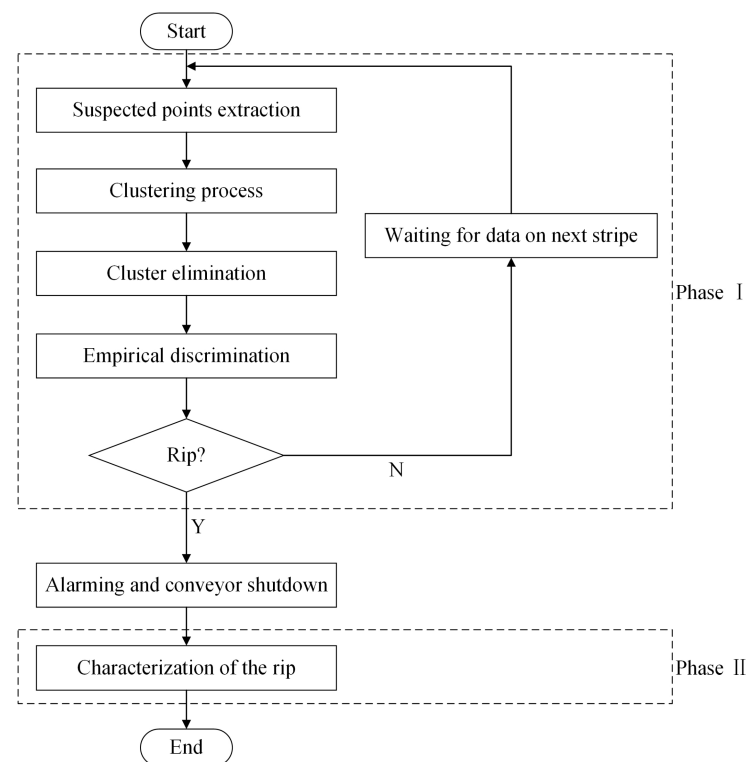 Start
Suspected points extraction
Clustering process
Waiting for data on next stripe
Cluster elimination
Phase Ⅰ
Empirical discrimination
Rip?
N
Y
Alarming and conveyor shutdown
Characterization of the rip
Phase Ⅱ
End